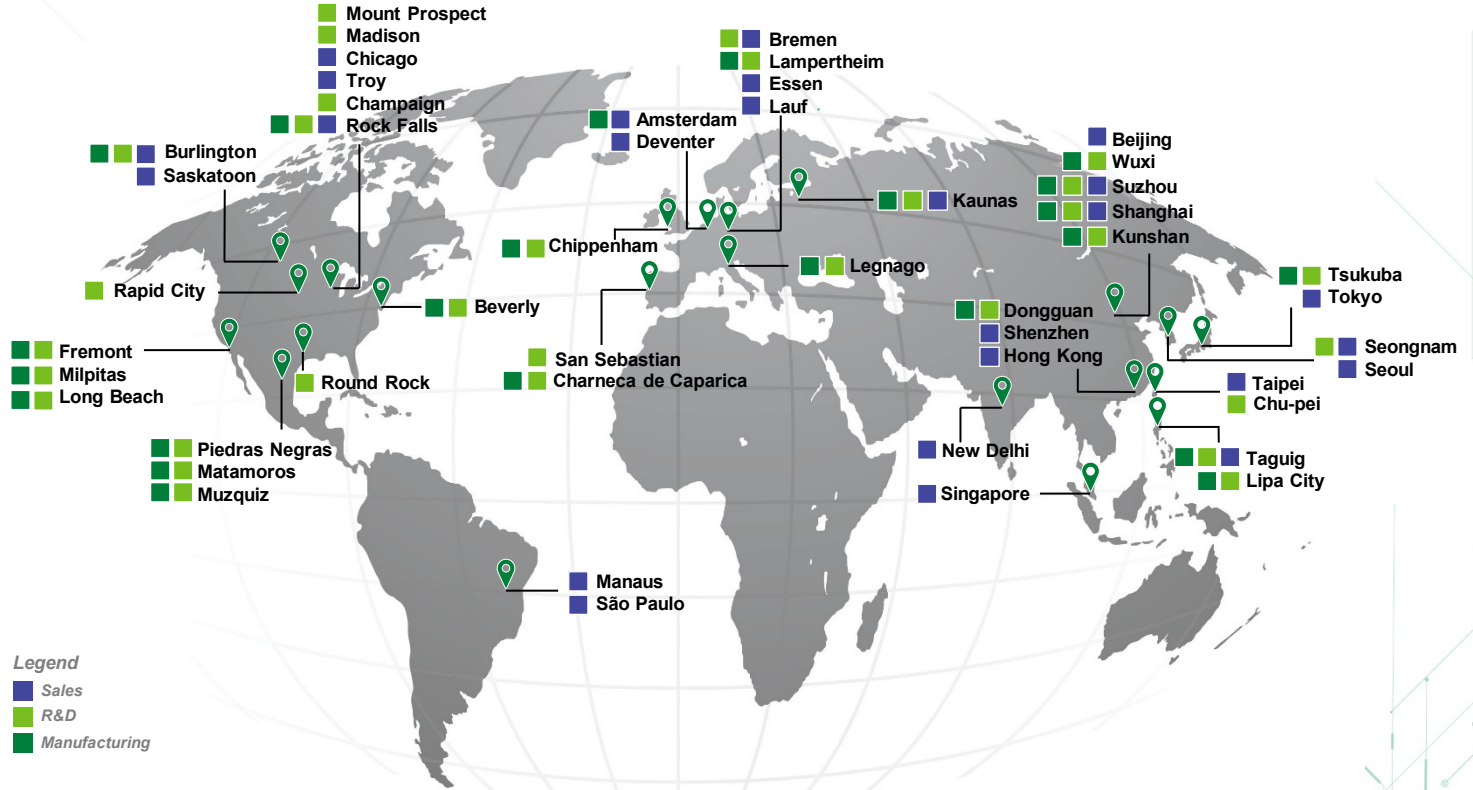 Mount Prospect
Madison
Chicago
Troy
Champaign
Rock Falls
Burlington
Saskatoon
Rapid City
Fremont
Milpitas
Long Beach
Beverly
Round Rock
Piedras Negras
Matamoros
Muzquiz
Manaus
São Paulo
Amsterdam
Deventer
Bremen
Lampertheim
Essen
Lauf
Chippenham
Kaunas
Legnago
San Sebastian
Charneca de Caparica
Beijing
Wuxi
Suzhou
Shanghai
Kunshan
Dongguan
Shenzhen
Hong Kong
Tsukuba
Tokyo
Seongnam
Seoul
Taipei
Chu-pei
New Delhi
Singapore
Taguig
Lipa City
Legend
Sales
R&D
Manufacturing